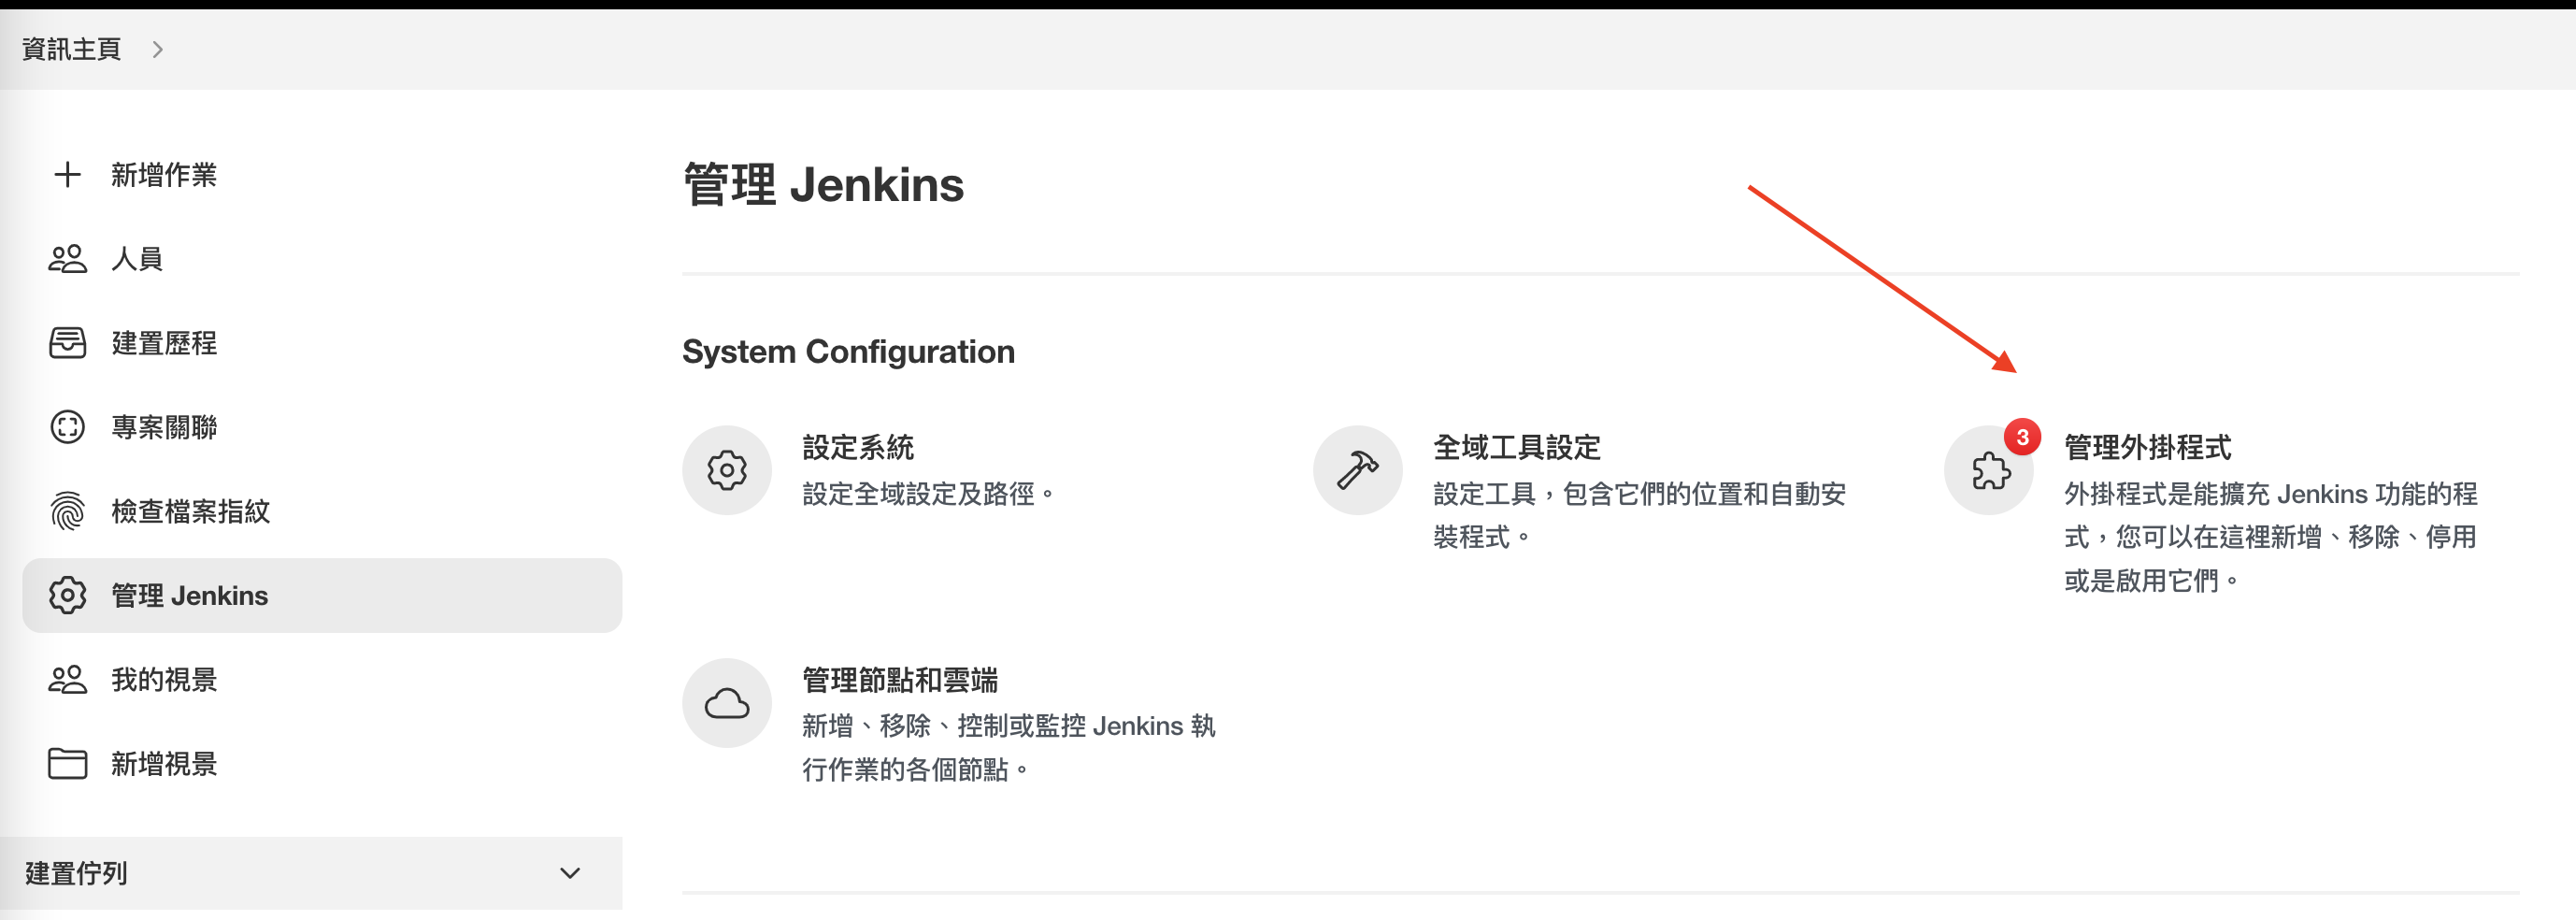 資訊主頁
新增作業
人員
建置歷程
專案關聯
檢查檔案指紋
管理 Jenkins
我的視景
新增視景
建置佇列
管理 Jenkins
System Configuration
設定系統
設定全域設定及路徑。
全域工具設定
設定工具，包含它們的位置和自動安
裝程式。
3
管理外掛程式
外掛程式是能擴充 Jenkins 功能的程
式，您可以在這裡新增、移除、停用
或是啟用它們。
管理節點和雲端
新增、移除、控制或監控 Jenkins 執
行作業的各個節點。